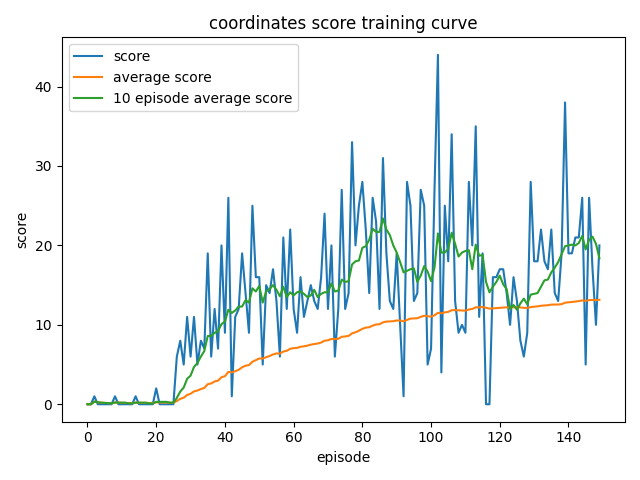 coordinates score training curve
score
average score
10 episode average score
score
40
30
20
10
0
0 20 40 60 80 100 120 140
episode